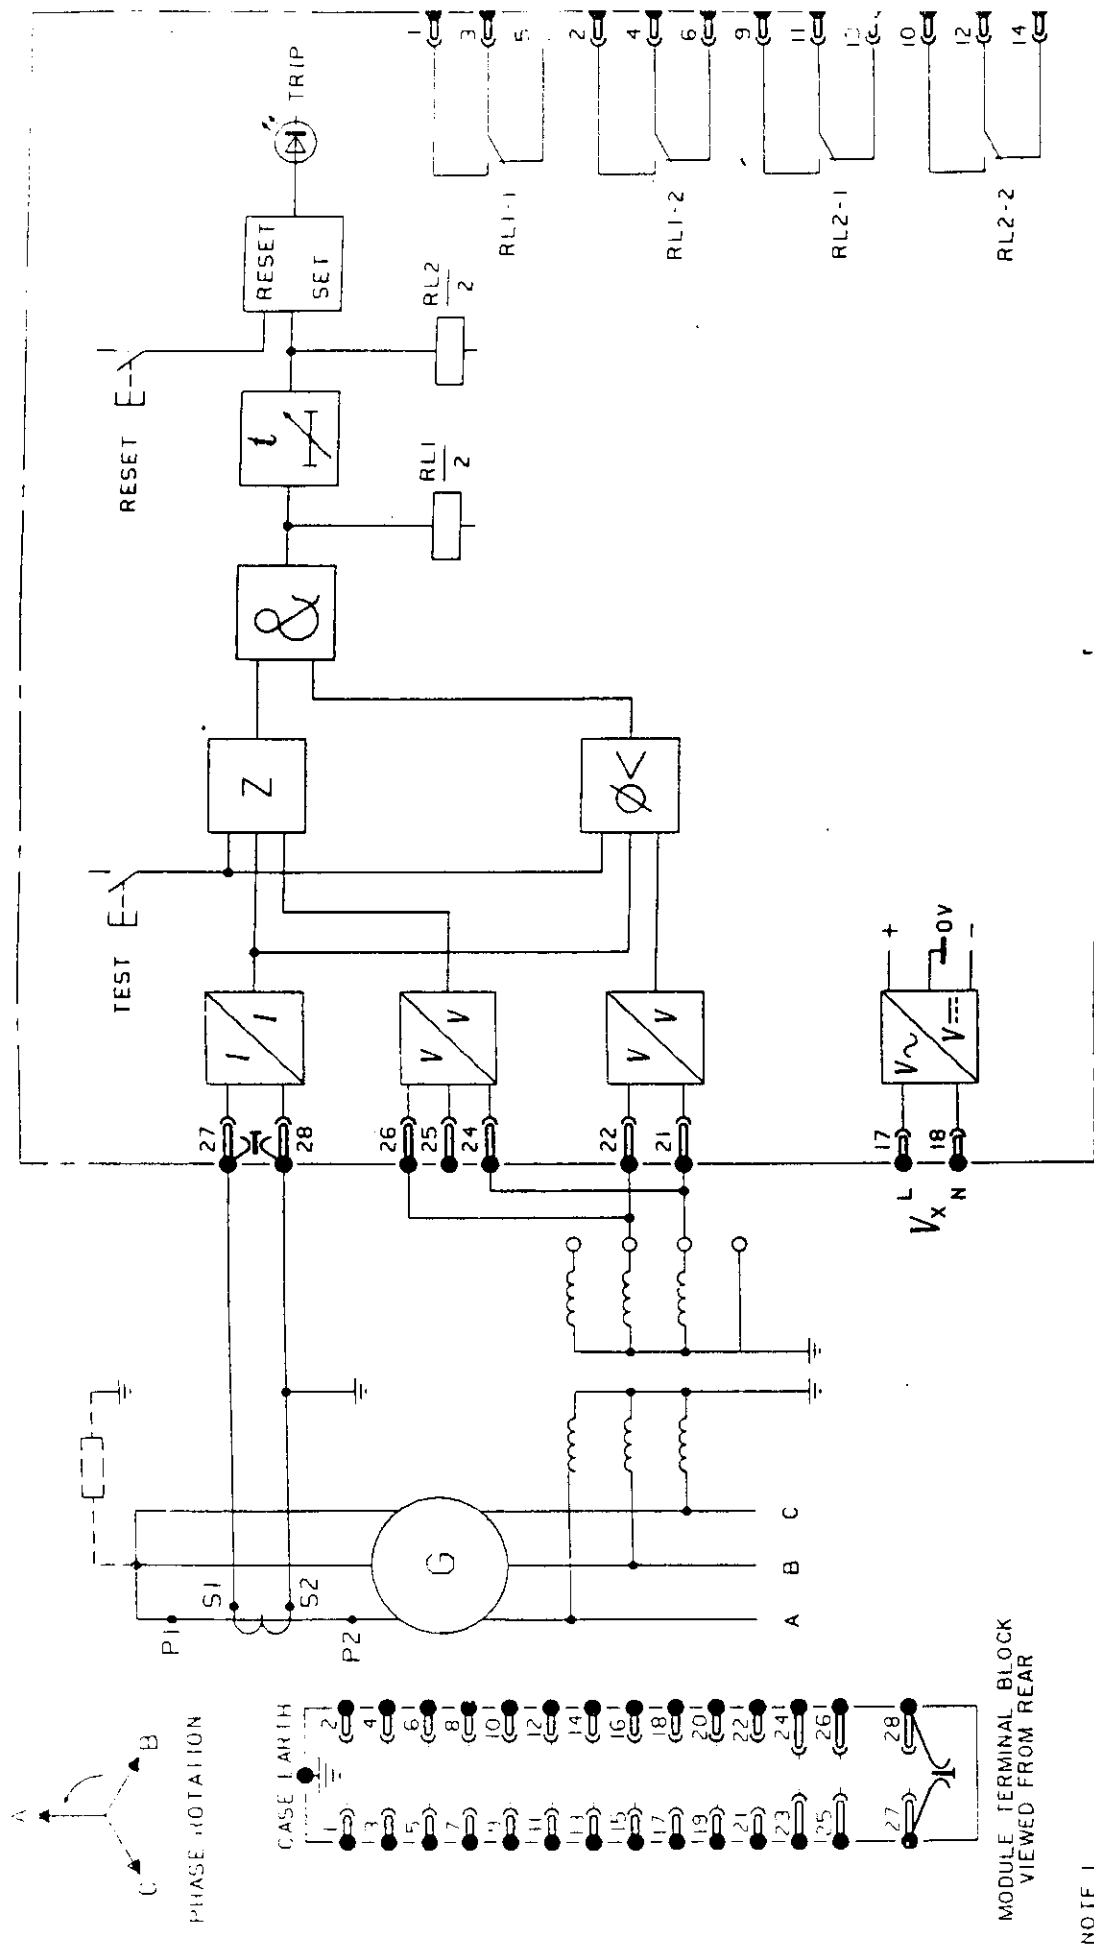 A
B
C
PHASE ROTATION
CASE EARTH
1 2
3 4
5 6
7 8
9 10
11 12
13 14
15 16
17 18
19 20
21 22
23 24
25 26
27 28
MODULE TERMINAL BLOCK
VIEWED FROM REAR
NOTE 1
P1
P2
S1
S2
G
A
B
C
27
28
26
25
24
22
21
17
18
L
N
Vx
TEST
I
I
V
V
V
V
V~
V
+
0V
-
Z
Ø<
&
RL1
2
t
RESET
RL2
2
RESET
SET
TRIP
RL1-1
RL1-2
RL2-1
RL2-2
1
3
5
2
4
6
9
11
13
10
12
14